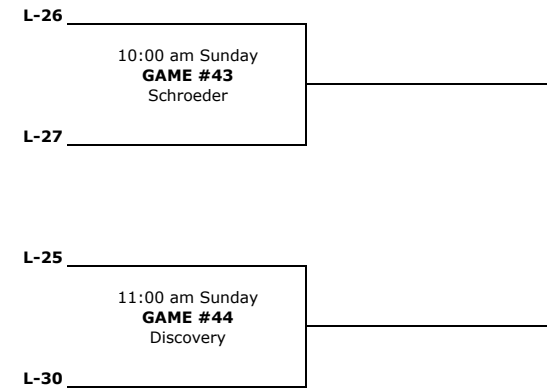 L-26
10:00 am Sunday
GAME #43
Schroeder
L-27
L-25
11:00 am Sunday
GAME #44
Discovery
L-30